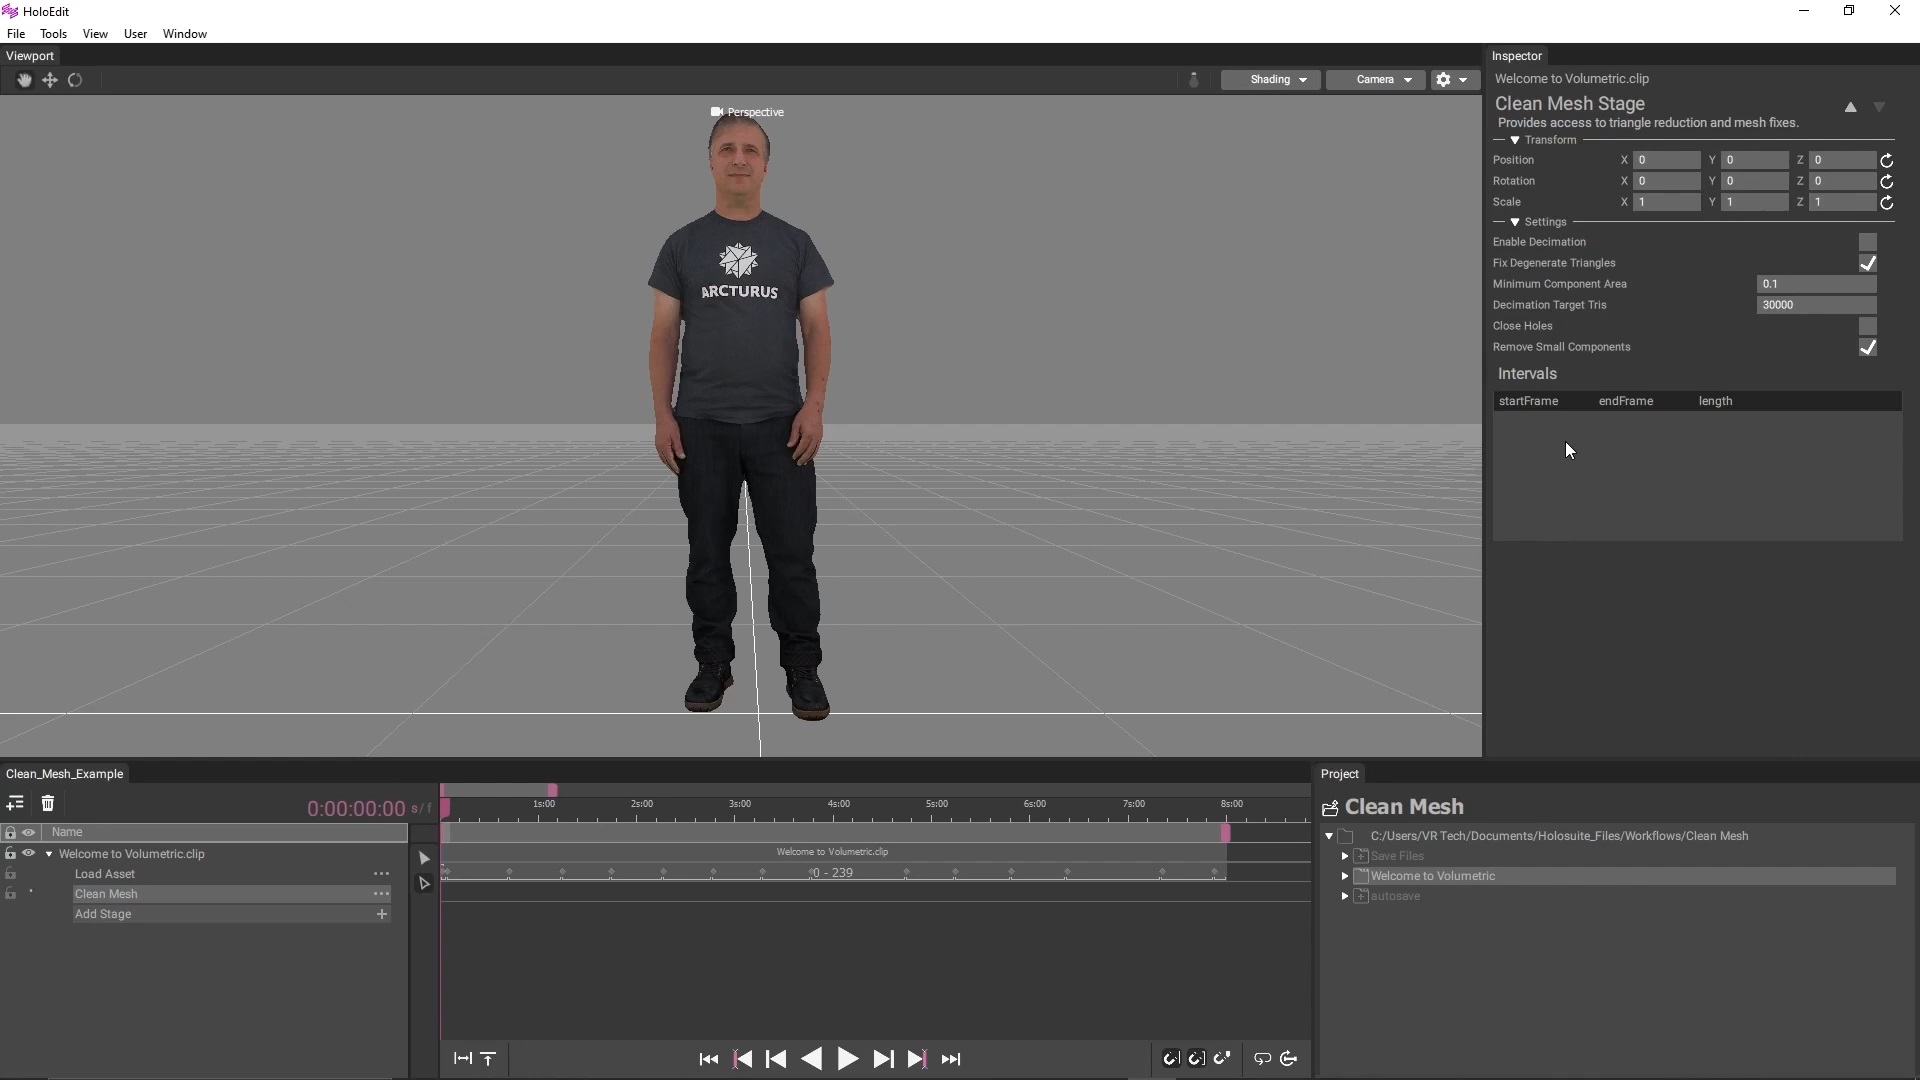 HoloEdit
File Tools View User Window
Viewport
Shading
Camera
Perspective
ARCTURUS
Inspector
Welcome to Volumetric.clip
Clean Mesh Stage
Provides access to triangle reduction and mesh fixes.
Transform
Position X 0 Y 0 Z 0
Rotation X 0 Y 0 Z 0
Scale X 1 Y 1 Z 1
Settings
Enable Decimation
Fix Degenerate Triangles
Minimum Component Area 0.1
Decimation Target Tris 30000
Close Holes
Remove Small Components
Intervals
startFrame endFrame length
Clean_Mesh_Example
0:00:00:00 s/f
Name
Welcome to Volumetric.clip
Load Asset
Clean Mesh
Add Stage
1s:00 2s:00 3s:00 4s:00 5s:00 6s:00 7s:00 8s:00
Welcome to Volumetric.clip
0 - 239
Project
Clean Mesh
C:/Users/VR Tech/Documents/Holosuite_Files/Workflows/Clean Mesh
Save Files
Welcome to Volumetric
autosave